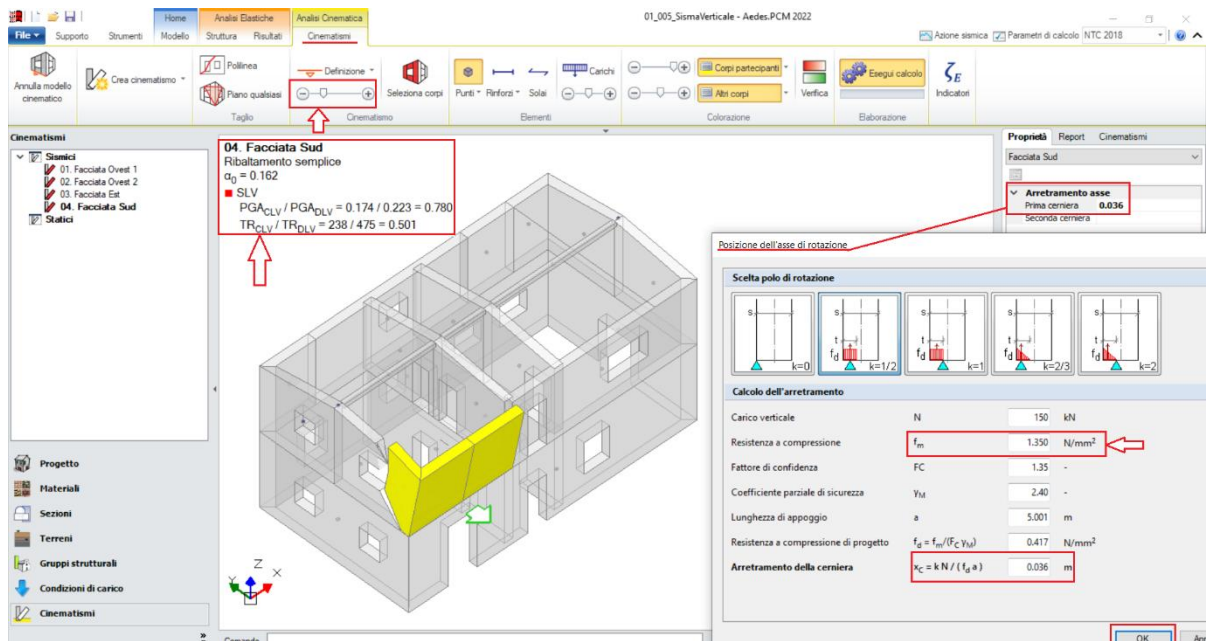 Home
Analisi Elastiche
Analisi Cinematica
01_005_SismaVerticale - Aedes.PCM 2022
File
Supporto
Strumenti
Modello
Struttura
Risultati
Cinematismi
Azione sismica
Parametri di calcolo
NTC 2018
Annulla modello cinematico
Crea cinematismo
Polilinea
Piano qualsiasi
Taglio
Definizione
Seleziona corpi
Cinematismo
Punti
Rinforzi
Solai
Carichi
Elementi
Corpi partecipanti
Altri corpi
Verifica
Colorazione
Esegui calcolo
Elaborazione
ζE
Indicatori
Cinematismi
Sismici
01. Facciata Ovest 1
02. Facciata Ovest 2
03. Facciata Est
04. Facciata Sud
Statici
04. Facciata Sud
Ribaltamento semplice
α0 = 0.162
SLV
PGACLV / PGADLV = 0.174 / 0.223 = 0.780
TRCLV / TRDLV = 238 / 475 = 0.501
Proprietà
Report
Cinematismi
Facciata Sud
Arretramento asse
Prima cerniera 0.036
Seconda cerniera
Posizione dell'asse di rotazione
Scelta polo di rotazione
s
k=0
s
t
fd
k=1/2
s
t
fd
k=1
s
t
fd
k=2/3
s
t
fd
k=2
Calcolo dell'arretramento
Carico verticale N 150 kN
Resistenza a compressione fm 1.350 N/mm²
Fattore di confidenza FC 1.35 -
Coefficiente parziale di sicurezza γM 2.40 -
Lunghezza di appoggio a 5.001 m
Resistenza a compressione di progetto fd = fm/(FC γM) 0.417 N/mm²
Arretramento della cerniera xC = k N / ( fd a ) 0.036 m
OK
Progetto
Materiali
Sezioni
Terreni
Gruppi strutturali
Condizioni di carico
Cinematismi
Z
X
Comando